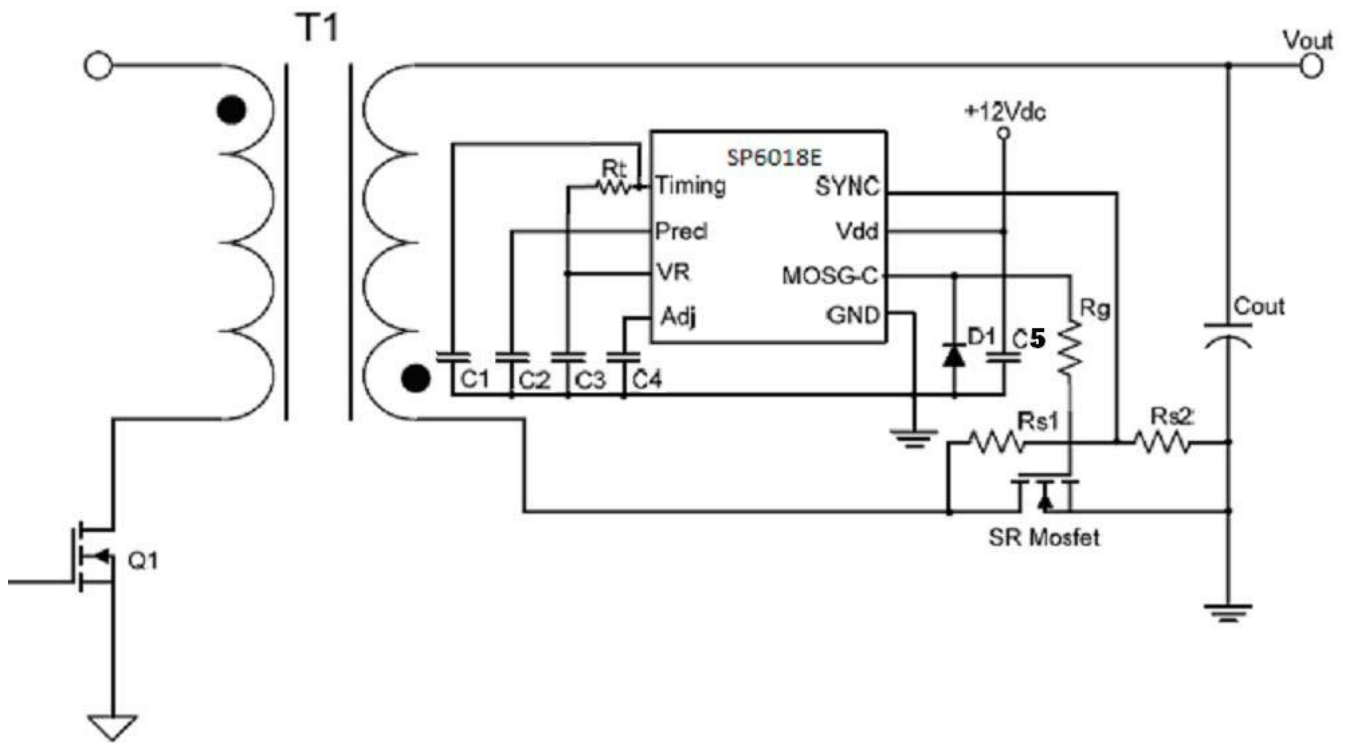 T1
Vout
+12Vdc
SP6018E
Rt
Timing
SYNC
Pred
Vdd
VR
MOSG-C
Adj
GND
Rg
Cout
D1
C5
C1
C2
C3
C4
Rs1
Rs2
SR Mosfet
Q1